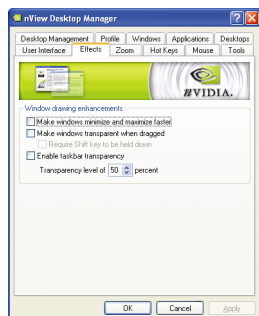 nView Desktop Manager
Desktop Management Profile Windows Applications Desktops
User Interface Effects Zoom Hot Keys Mouse Tools
NVIDIA.
Window drawing enhancements
Make windows minimize and maximize faster
Make windows transparent when dragged
Require Shift key to be held down
Enable taskbar transparency
Transparency level of 50 percent
OK Cancel Apply